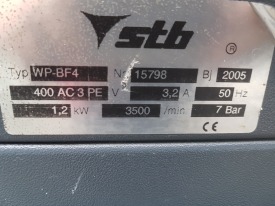 stb
®
Typ WP-BF4 Nr 15798 Bj 2005
400 AC 3 PE V 3,2 A 50 Hz
1,2 kW 3500 /min 7 Bar
CE